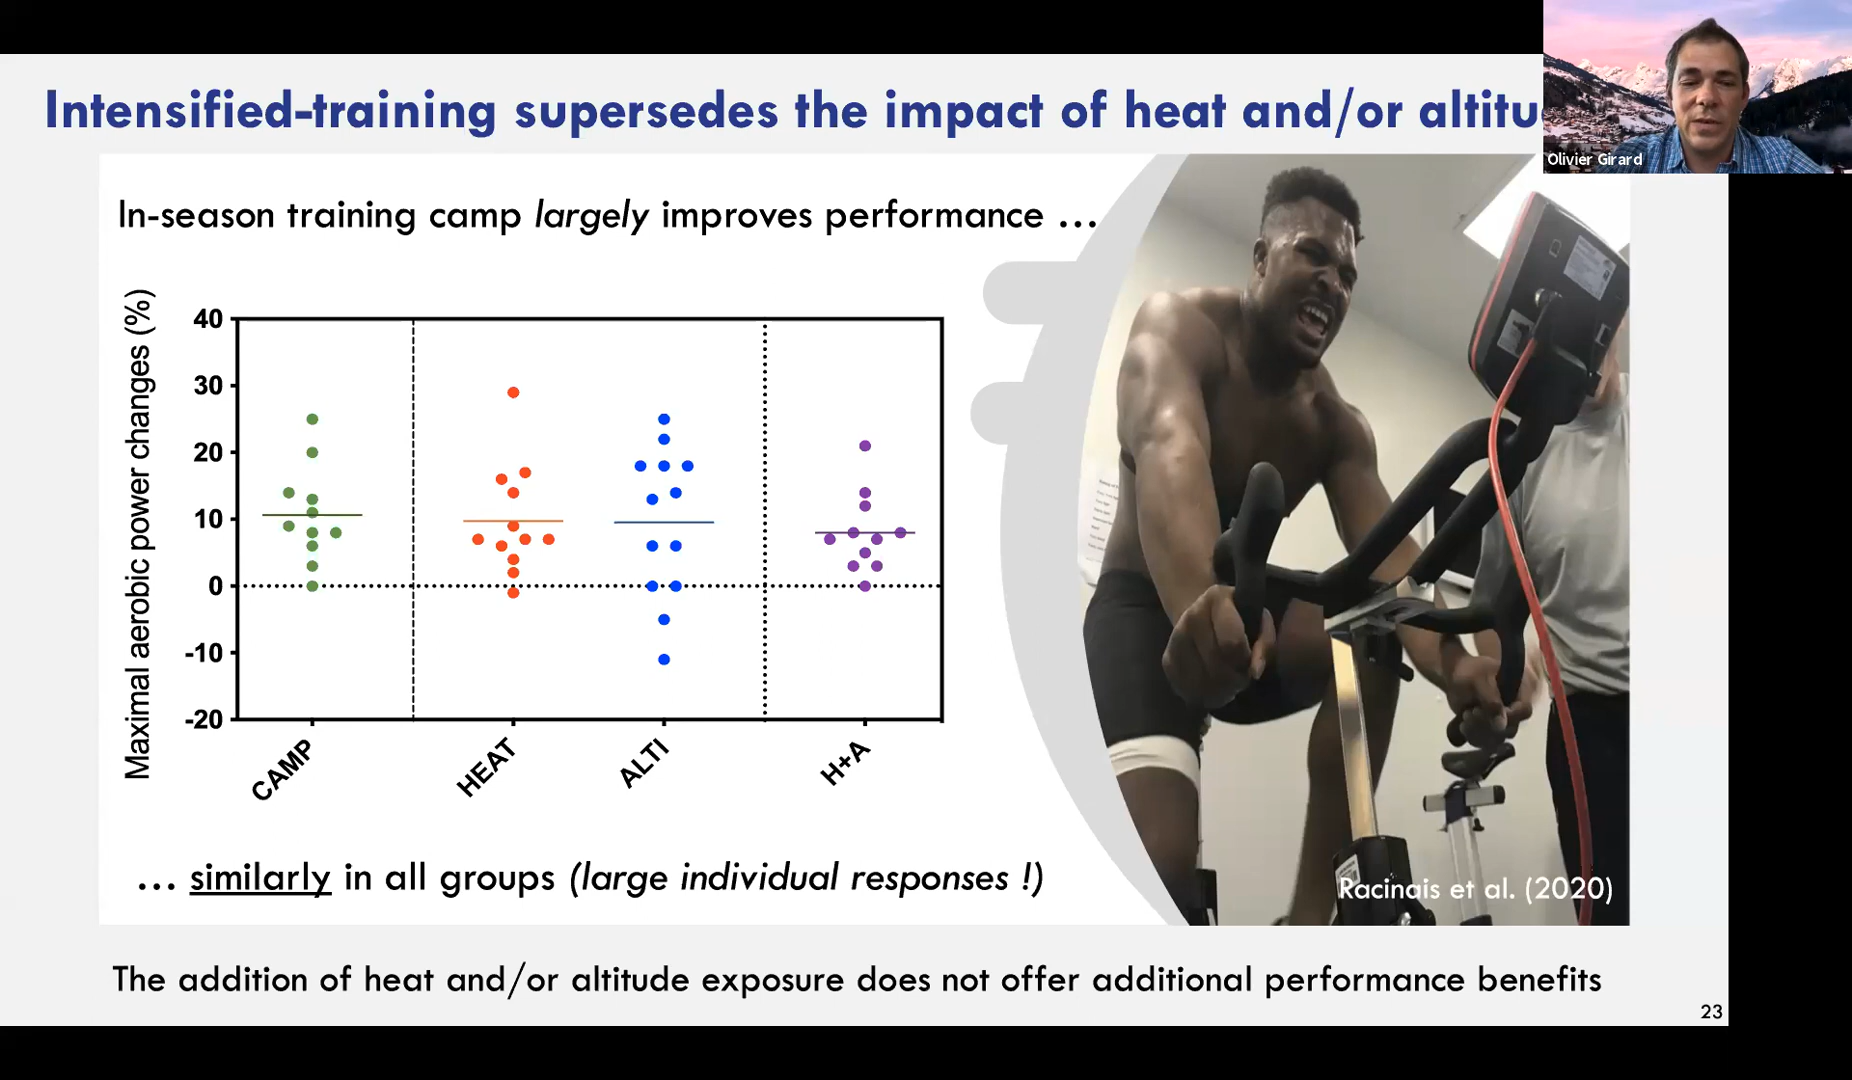 Intensified-training supersedes the impact of heat and/or
Olivier Girard
In-season training camp largely improves performance ...
Maximal aerobic power changes (%)
40
30
20
10
0
-10
-20
CAMP
HEAT
ALTI
H+A
... similarly in all groups (large individual responses !)
Racinais et al. (2020)
The addition of heat and/or altitude exposure does not offer additional performance benefits
23